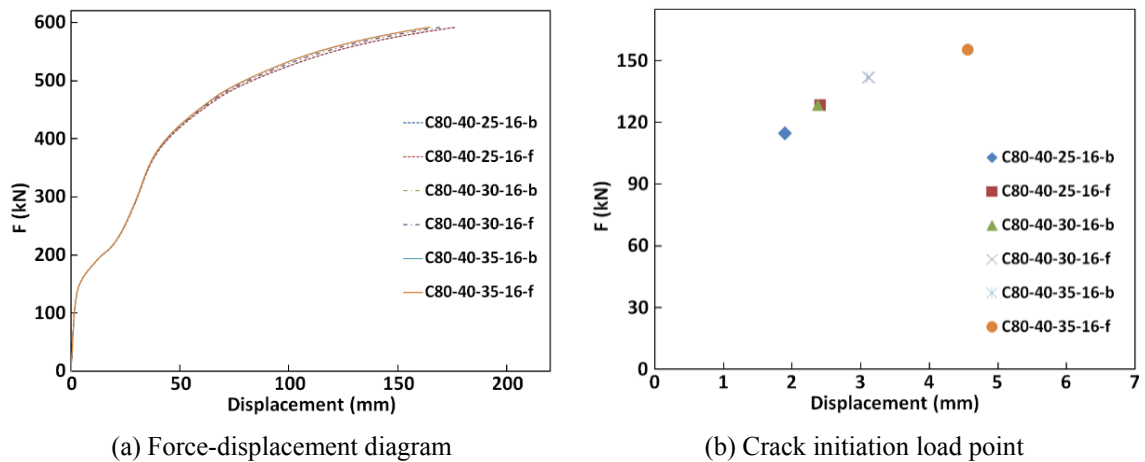 600
500
400
300
200
100
0
F (kN)
0 50 100 150 200
Displacement (mm)
C80-40-25-16-b
C80-40-25-16-f
C80-40-30-16-b
C80-40-30-16-f
C80-40-35-16-b
C80-40-35-16-f
(a) Force-displacement diagram
150
120
90
60
30
0
F (kN)
0 1 2 3 4 5 6 7
Displacement (mm)
C80-40-25-16-b
C80-40-25-16-f
C80-40-30-16-b
C80-40-30-16-f
C80-40-35-16-b
C80-40-35-16-f
(b) Crack initiation load point